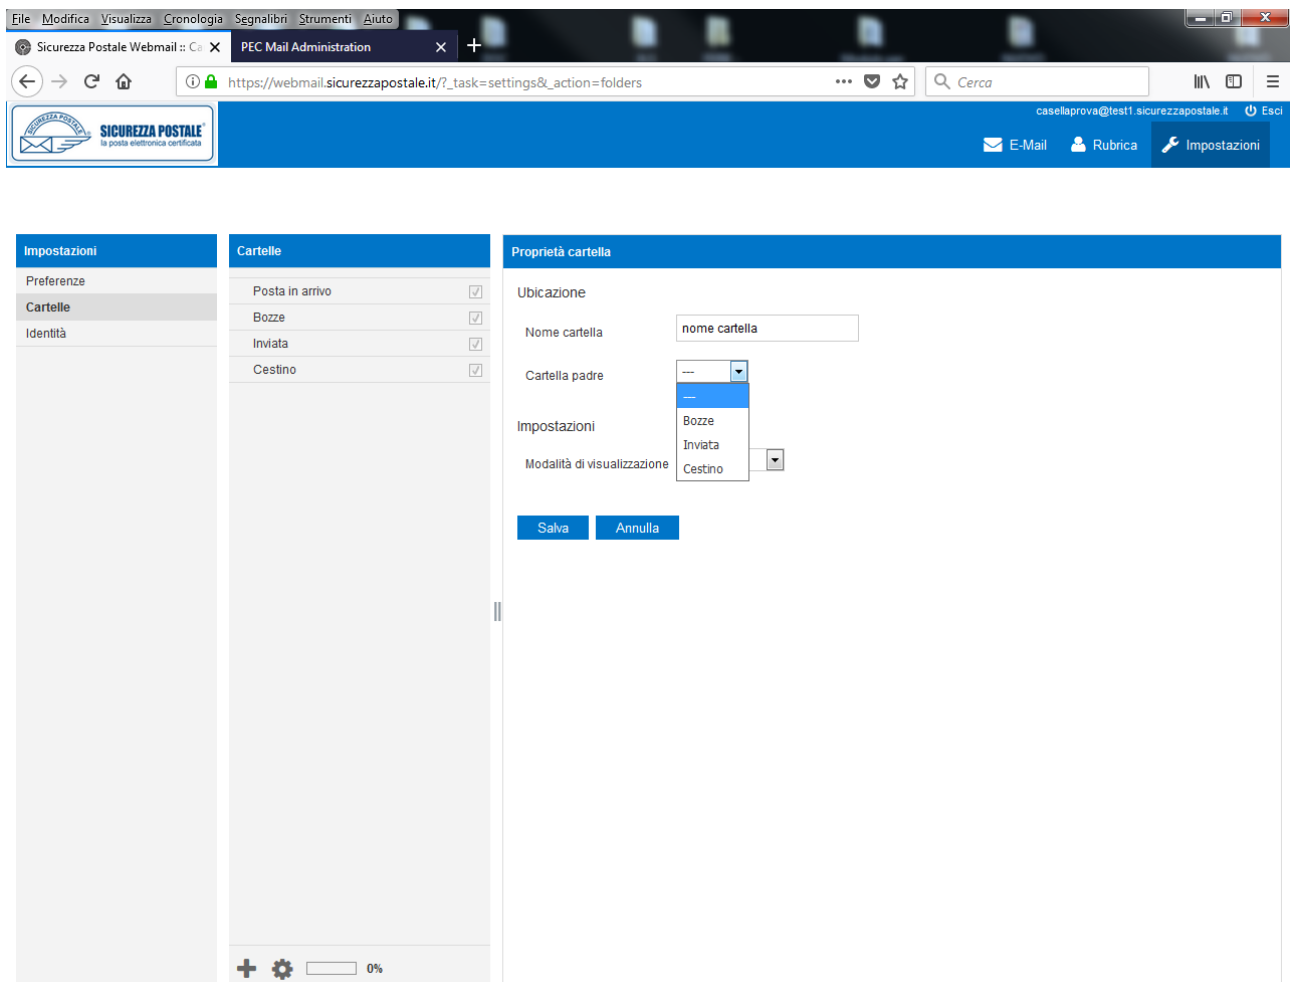 File Modifica Visualizza Cronologia Segnalibri Strumenti Aiuto
Sicurezza Postale Webmail :: Ca
PEC Mail Administration
https://webmail.sicurezzapostale.it/?_task=settings&_action=folders
Cerca
casellaprova@test1.sicurezzapostale.it Esci
SICUREZZA POSTALE
SICUREZZA POSTALE®
la posta elettronica certificata
E-Mail Rubrica Impostazioni
Impostazioni
Preferenze
Cartelle
Identità
Cartelle
Posta in arrivo
Bozze
Inviata
Cestino
0%
Proprietà cartella
Ubicazione
Nome cartella nome cartella
Cartella padre ---
---
Bozze
Inviata
Cestino
Impostazioni
Modalità di visualizzazione
Salva Annulla